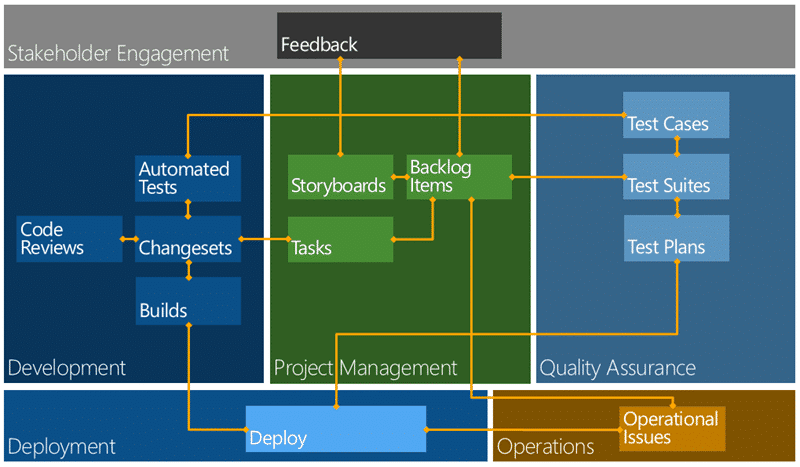 Feedback
Stakeholder Engagement
Automated
Tests
Code
Reviews
Changesets
Builds
Development
Storyboards
Backlog
Items
Tasks
Project Management
Test Cases
Test Suites
Test Plans
Quality Assurance
Deploy
Deployment
Operational
Issues
Operations